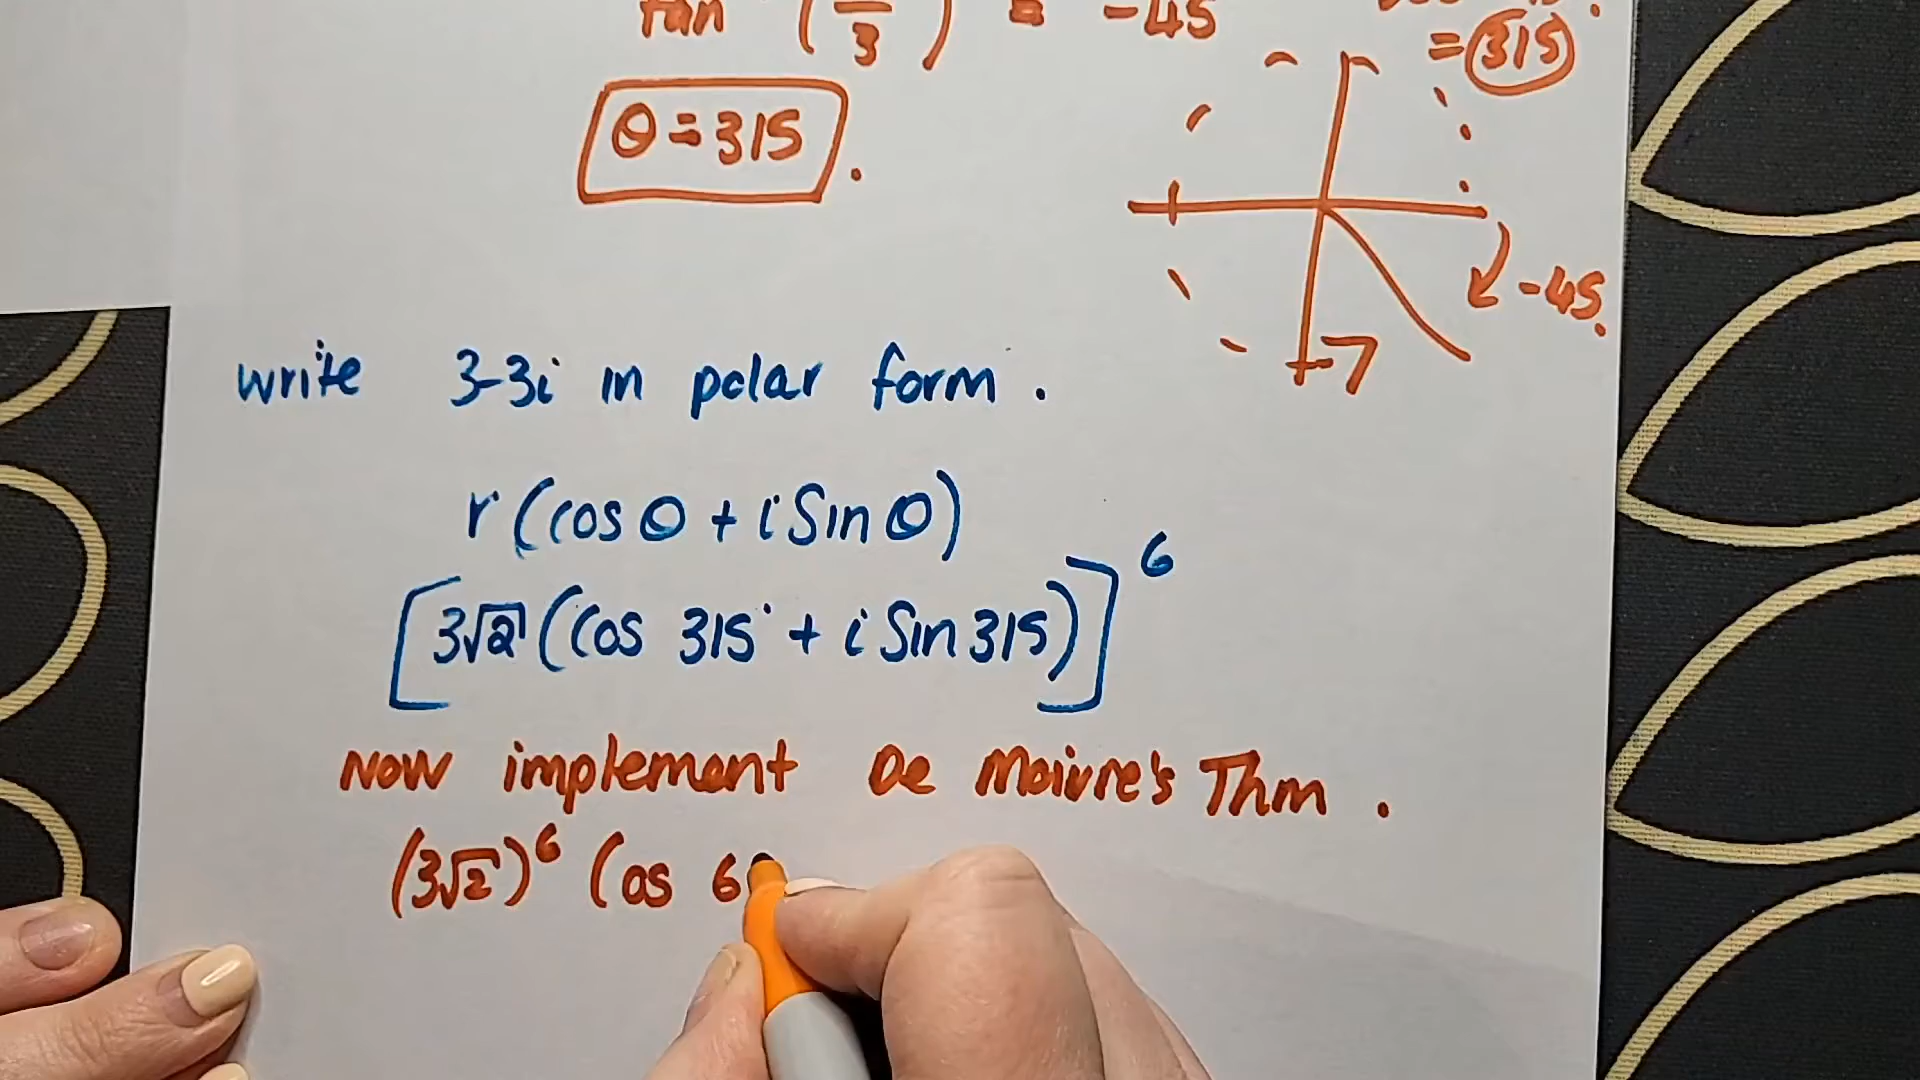 tan ( /3 ) = -45
= 315
θ = 315.
-45.
-7
write 3-3i in polar form.
r(cos θ + i Sin θ)
[3√2 (Cos 315° + i Sin 315)]⁶
Now implement De Moivre's Thm.
(3√2)⁶ (Cos 6